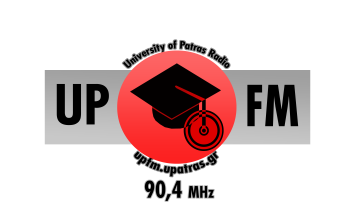 University of Patras Radio
UP FM
upfm.upatras.gr
90,4 MHz